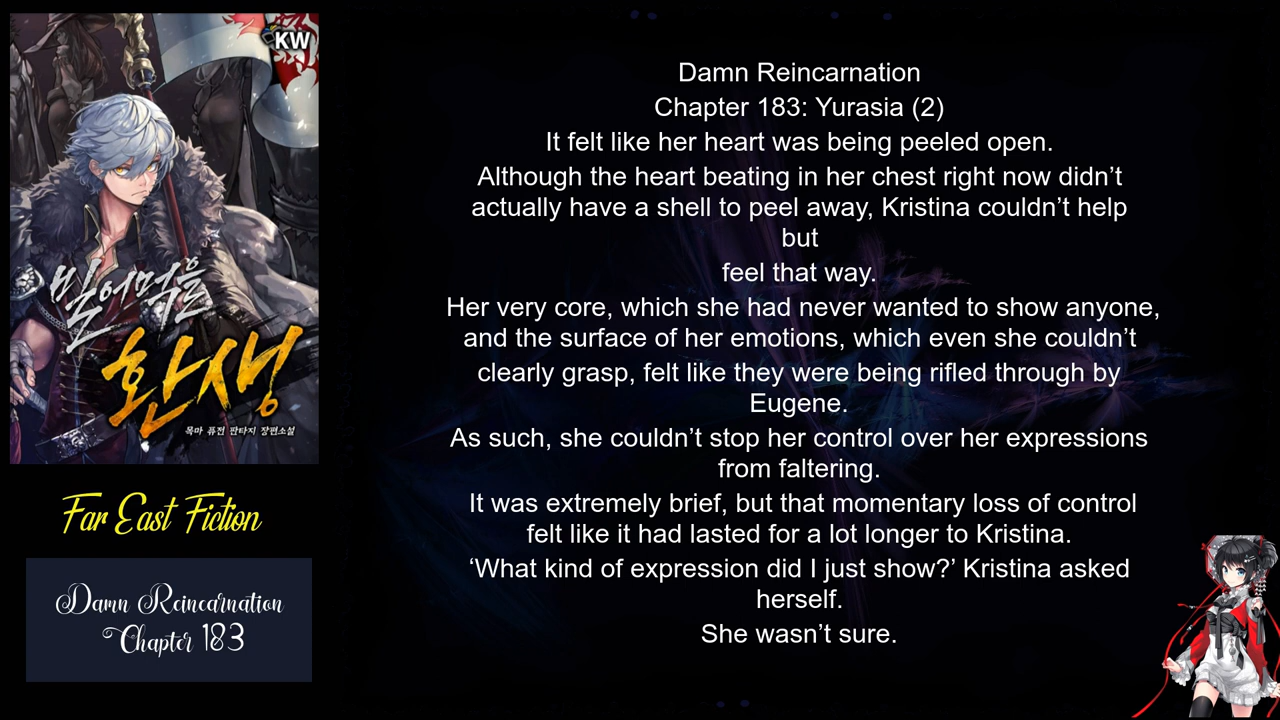 KW
빌어먹을
환생
목마 퓨전 판타지 장편소설
Far East Fiction
Damn Reincarnation
Chapter 183
Damn Reincarnation
Chapter 183: Yurasia (2)
It felt like her heart was being peeled open.
Although the heart beating in her chest right now didn’t
actually have a shell to peel away, Kristina couldn’t help
but
feel that way.
Her very core, which she had never wanted to show anyone,
and the surface of her emotions, which even she couldn’t
clearly grasp, felt like they were being rifled through by
Eugene.
As such, she couldn’t stop her control over her expressions
from faltering.
It was extremely brief, but that momentary loss of control
felt like it had lasted for a lot longer to Kristina.
‘What kind of expression did I just show?’ Kristina asked
herself.
She wasn’t sure.